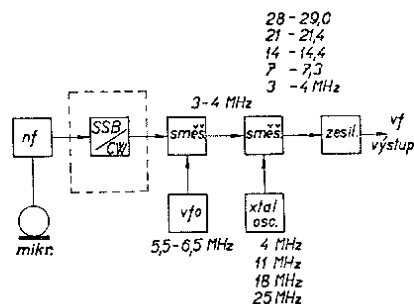 28 - 29,0
21 - 21,4
14 - 14,4
7 - 7,3
3 - 4 MHz
3-4 MHz
nf
SSB/CW
směš.
směš.
zesil.
vf
výstup
mikr.
vfo
xtal
osc.
5,5-6,5 MHz
4 MHz
11 MHz
18 MHz
25 MHz